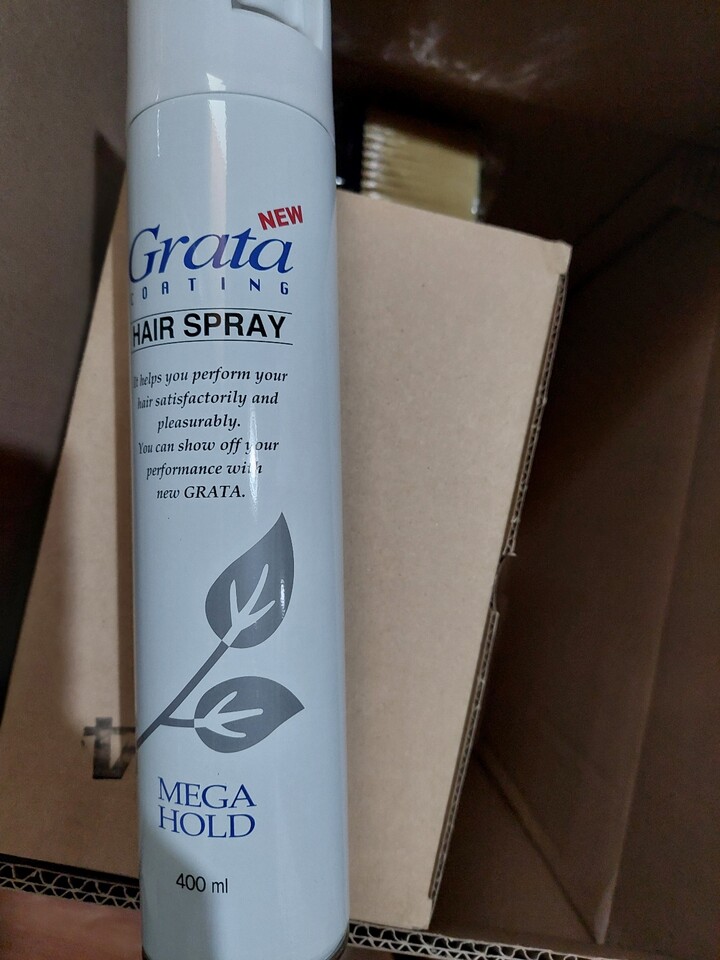 NEW
Grata
COATING
HAIR SPRAY
It helps you perform your
hair satisfactorily and
pleasurably.
You can show off your
performance with
new GRATA.
MEGA
HOLD
400 ml